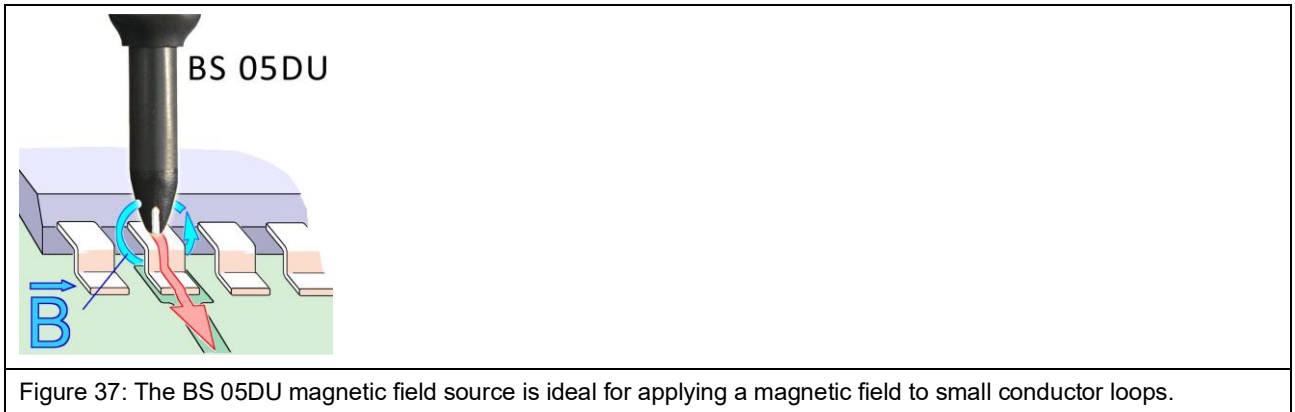 BS 05DU
B
Figure 37: The BS 05DU magnetic field source is ideal for applying a magnetic field to small conductor loops.